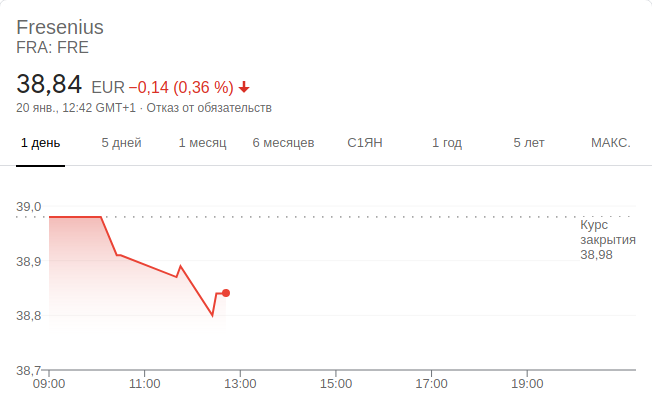 Fresenius
FRA: FRE
38,84 EUR −0,14 (0,36 %)
20 янв., 12:42 GMT+1 · Отказ от обязательств
1 день 5 дней 1 месяц 6 месяцев С1ЯН 1 год 5 лет МАКС.
39,0
Курс
закрытия
38,9
38,98
38,8
38,7
09:00 11:00 13:00 15:00 17:00 19:00